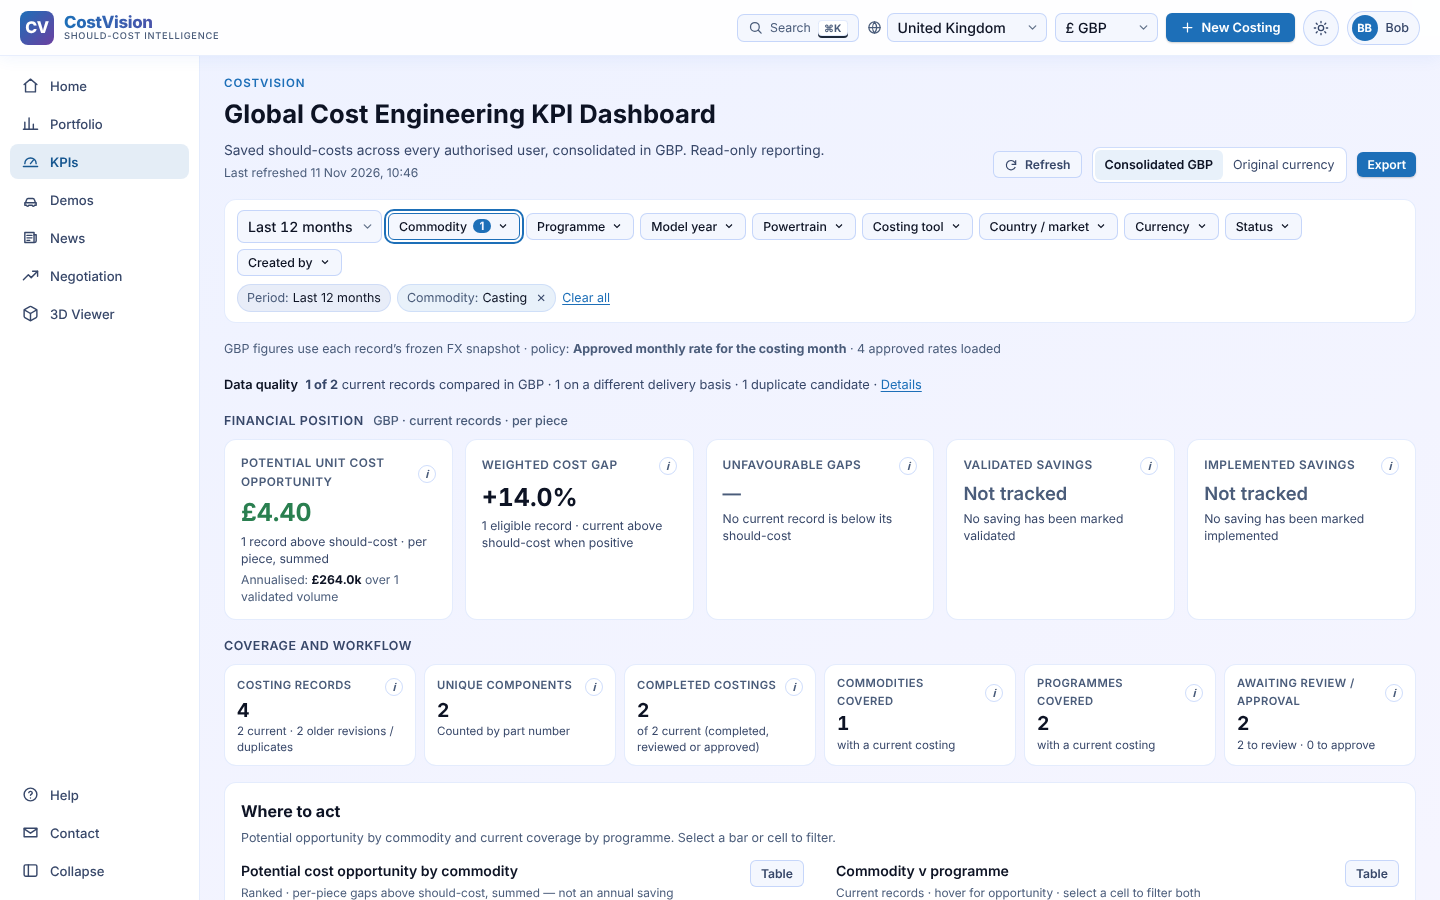 CV
CostVision
SHOULD-COST INTELLIGENCE
Search ⌘K
United Kingdom
£ GBP
+ New Costing
BB Bob
Home
Portfolio
KPIs
Demos
News
Negotiation
3D Viewer
Help
Contact
Collapse
COSTVISION
Global Cost Engineering KPI Dashboard
Saved should-costs across every authorised user, consolidated in GBP. Read-only reporting.
Last refreshed 11 Nov 2026, 10:46
Refresh
Consolidated GBP
Original currency
Export
Last 12 months
Commodity 1
Programme
Model year
Powertrain
Costing tool
Country / market
Currency
Status
Created by
Period: Last 12 months
Commodity: Casting ×
Clear all
GBP figures use each record's frozen FX snapshot · policy: Approved monthly rate for the costing month · 4 approved rates loaded
Data quality 1 of 2 current records compared in GBP · 1 on a different delivery basis · 1 duplicate candidate · Details
FINANCIAL POSITION GBP · current records · per piece
POTENTIAL UNIT COST
OPPORTUNITY
i
£4.40
1 record above should-cost · per
piece, summed
Annualised: £264.0k over 1
validated volume
WEIGHTED COST GAP
i
+14.0%
1 eligible record · current above
should-cost when positive
UNFAVOURABLE GAPS
i
—
No current record is below its
should-cost
VALIDATED SAVINGS
i
Not tracked
No saving has been marked
validated
IMPLEMENTED SAVINGS
i
Not tracked
No saving has been marked
implemented
COVERAGE AND WORKFLOW
COSTING RECORDS
i
4
2 current · 2 older revisions /
duplicates
UNIQUE COMPONENTS
i
2
Counted by part number
COMPLETED COSTINGS
i
2
of 2 current (completed,
reviewed or approved)
COMMODITIES
COVERED
i
1
with a current costing
PROGRAMMES
COVERED
i
2
with a current costing
AWAITING REVIEW /
APPROVAL
i
2
2 to review · 0 to approve
Where to act
Potential opportunity by commodity and current coverage by programme. Select a bar or cell to filter.
Potential cost opportunity by commodity
Table
Ranked · per-piece gaps above should-cost, summed — not an annual saving
Commodity v programme
Table
Current records · hover for opportunity · select a cell to filter both